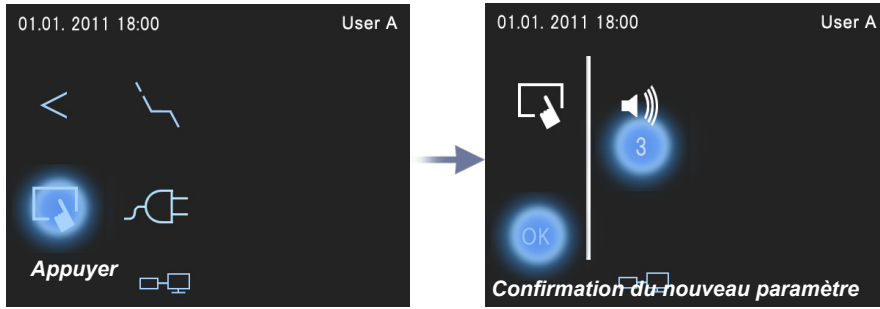 01.01. 2011 18:00 User A
Appuyer
01.01. 2011 18:00 User A
3
OK
Confirmation du nouveau paramètre